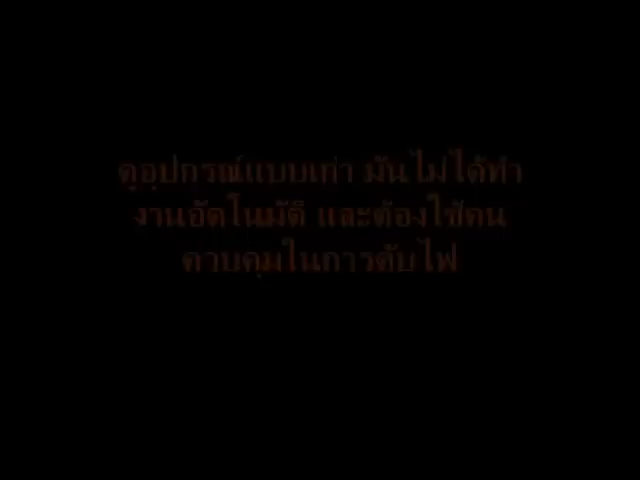 ดูอุปกรณ์แบบเก่า มันไม่ได้ทำ
งานอัตโนมัติ และต้องใช้คน
ควบคุมในการดับไฟ